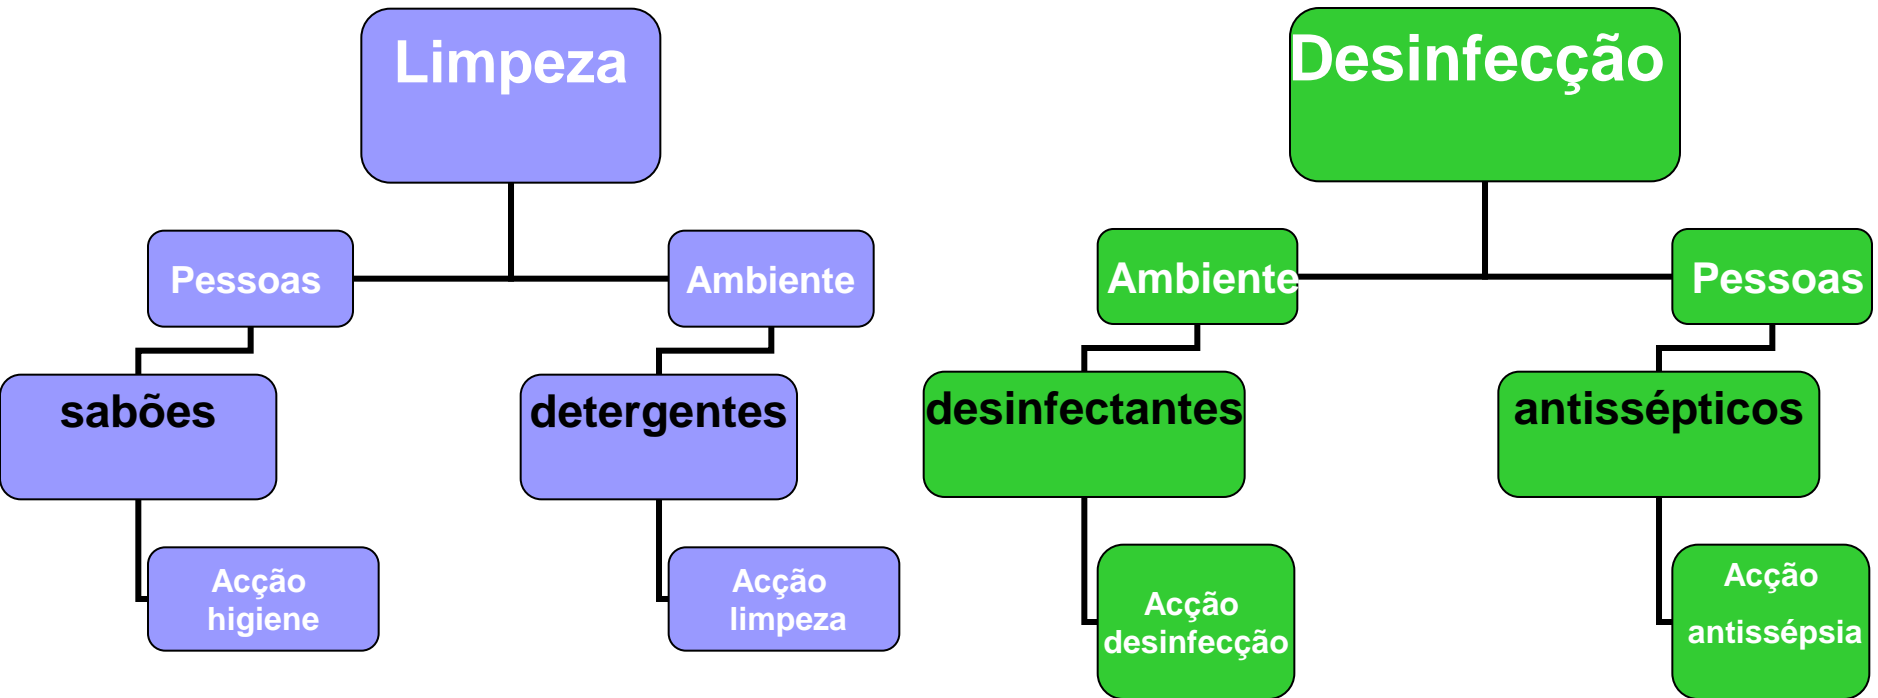 Limpeza
Desinfecção
Pessoas
Ambiente
Ambiente
Pessoas
sabões
detergentes
desinfectantes
antissépticos
Acção
higiene
Acção
limpeza
Acção
desinfecção
Acção
antissépsia